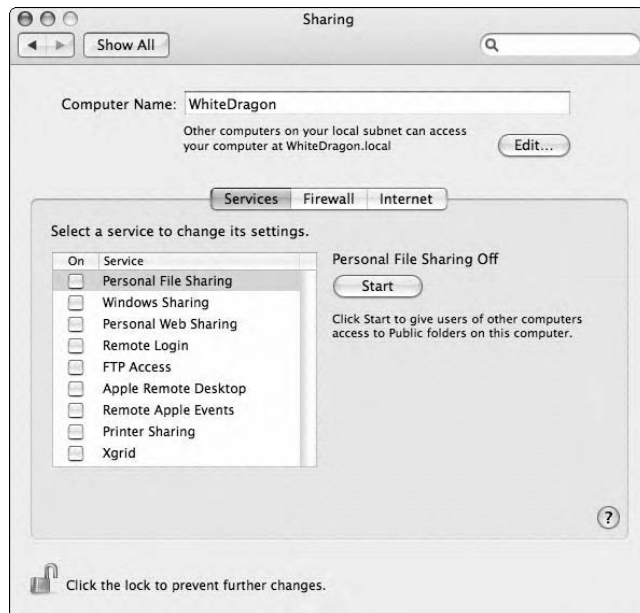 Sharing
Show All
Computer Name: WhiteDragon
Other computers on your local subnet can access
your computer at WhiteDragon.local
Edit...
Services Firewall Internet
Select a service to change its settings.
On Service
Personal File Sharing
Windows Sharing
Personal Web Sharing
Remote Login
FTP Access
Apple Remote Desktop
Remote Apple Events
Printer Sharing
Xgrid
Personal File Sharing Off
Start
Click Start to give users of other computers
access to Public folders on this computer.
?
Click the lock to prevent further changes.